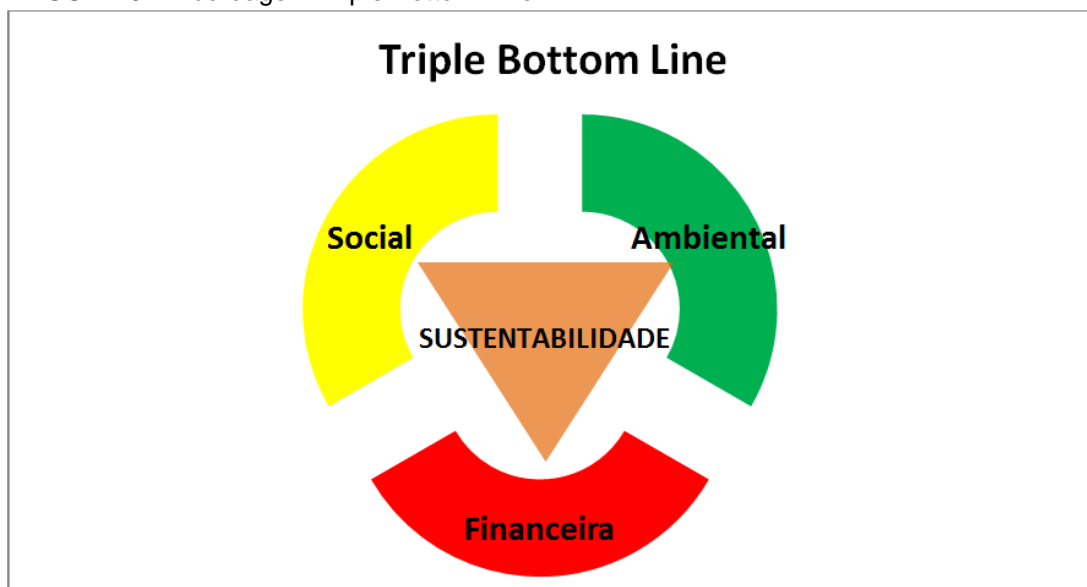 Triple Bottom Line
Social
Ambiental
SUSTENTABILIDADE
Financeira